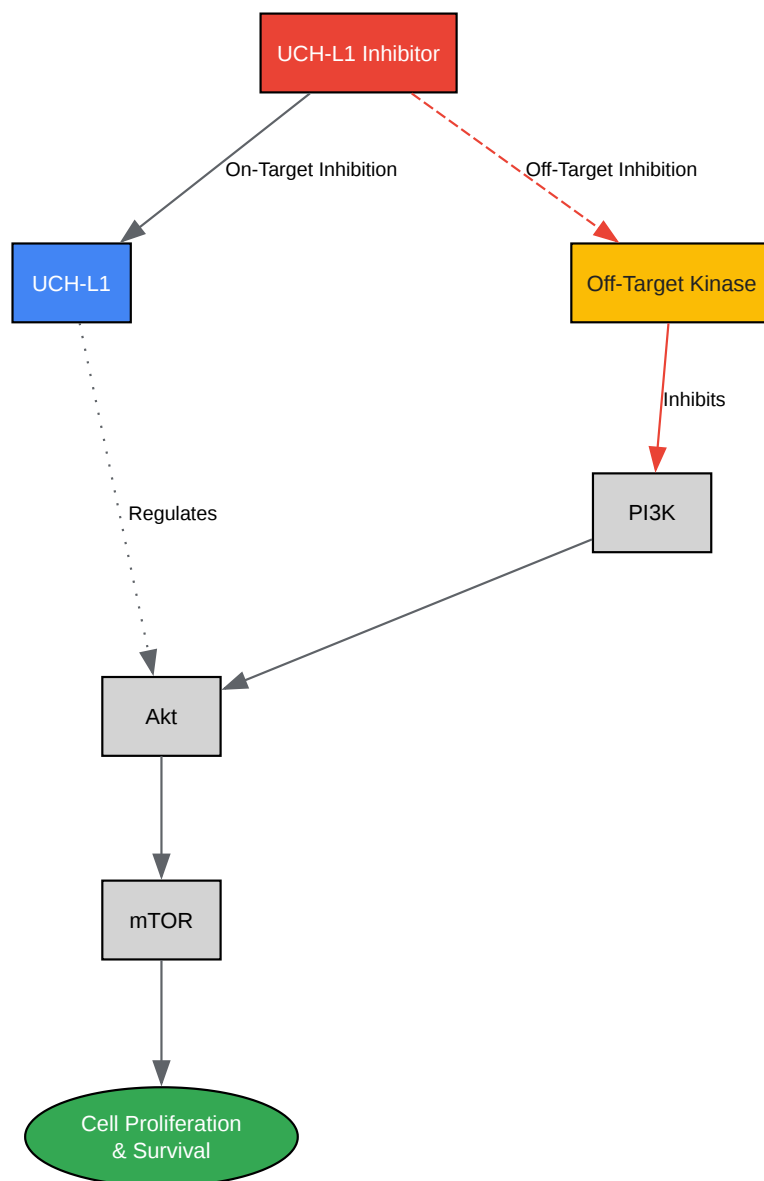 UCH-L1 Inhibitor
On-Target Inhibition
Off-Target Inhibition
UCH-L1
Off-Target Kinase
Inhibits
PI3K
Regulates
Akt
mTOR
Cell Proliferation
& Survival